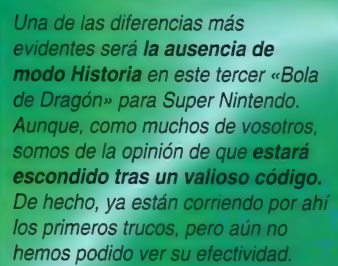 Una de las diferencias más
evidentes será la ausencia de
modo Historia en este tercer «Bola
de Dragón» para Super Nintendo.
Aunque, como muchos de vosotros,
somos de la opinión de que estará
escondido tras un valioso código.
De hecho, ya están corriendo por ahí
los primeros trucos, pero aún no
hemos podido ver su efectividad.